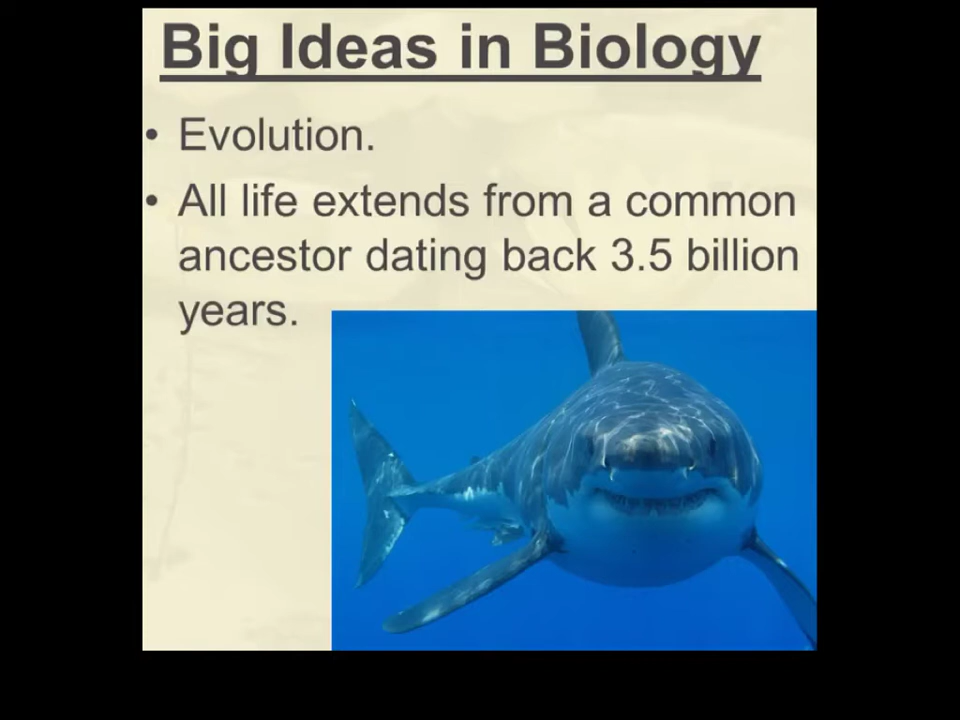 Big Ideas in Biology
• Evolution.
• All life extends from a common
ancestor dating back 3.5 billion
years.